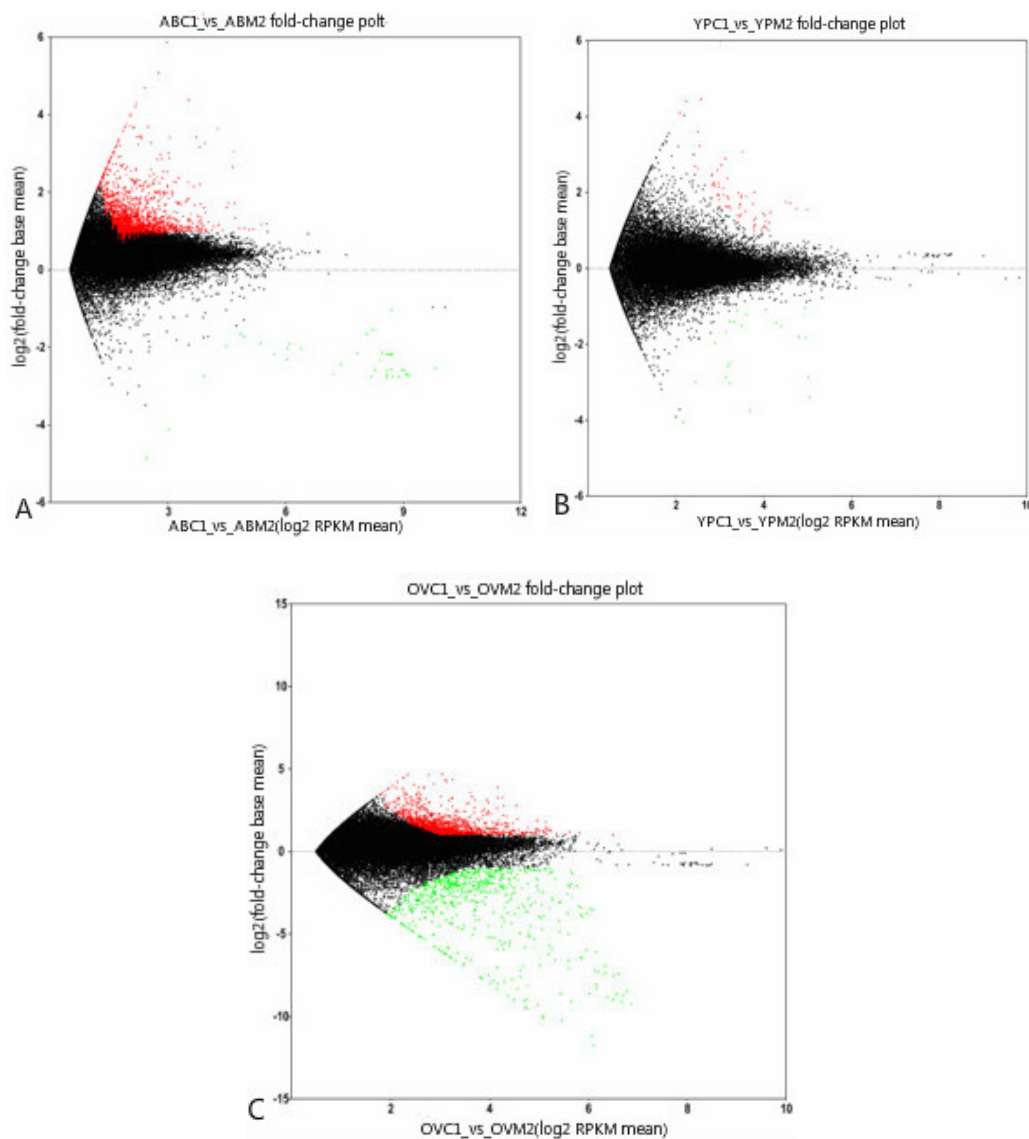 ABC1_vs_ABM2 fold-change polt
6
4
2
0
-2
-4
-6
log2(fold-change base mean)
3
6
9
12
ABC1_vs_ABM2(log2 RPKM mean)
A
YPC1_vs_YPM2 fold-change plot
6
4
2
0
-2
-4
-6
log2(fold-change base mean)
2
4
6
8
10
YPC1_vs_YPM2(log2 RPKM mean)
B
OVC1_vs_OVM2 fold-change plot
15
10
5
0
-5
-10
-15
log2(fold-change base mean)
2
4
6
8
10
OVC1_vs_OVM2(log2 RPKM mean)
C